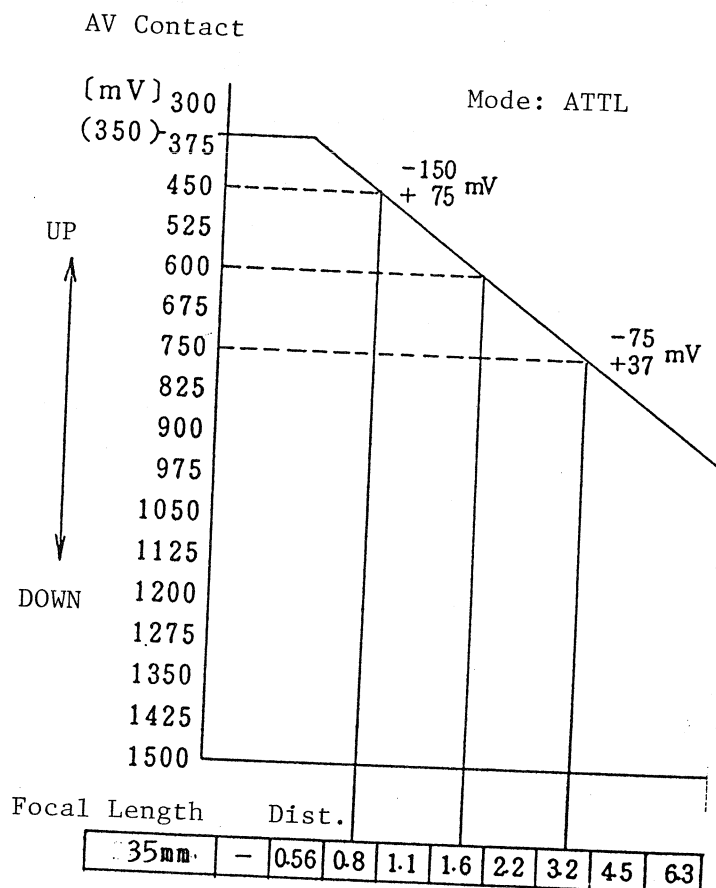 AV Contact
(mV) 300
Mode: ATTL
(350) 375
-150
+ 75 mV
450
UP
525
600
675
-75
+37 mV
750
825
900
975
1050
1125
DOWN
1200
1275
1350
1425
1500
Focal Length Dist.
35mm - 0.56 0.8 1.1 1.6 2.2 3.2 4.5 6.3